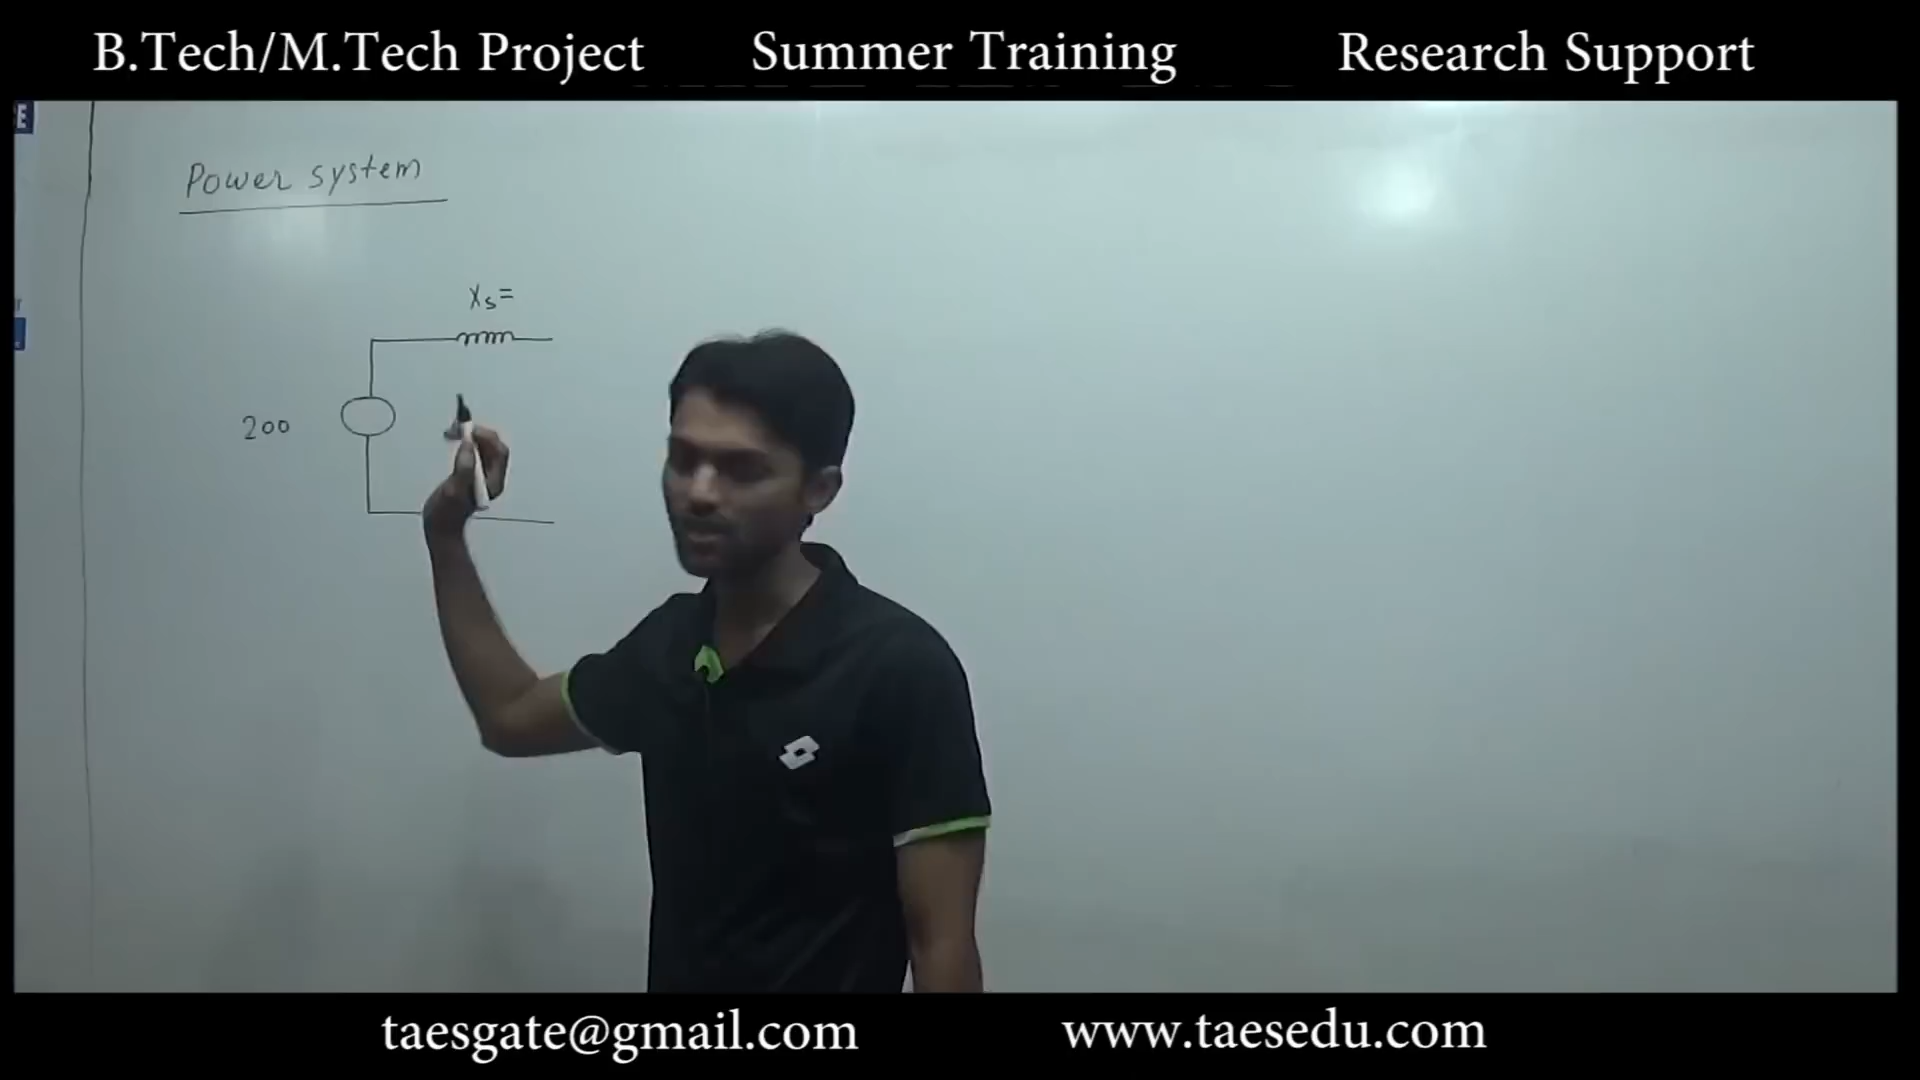 B.Tech/M.Tech Project Summer Training Research Support
E
Power system
Xs=
200
taesgate@gmail.com www.taesedu.com